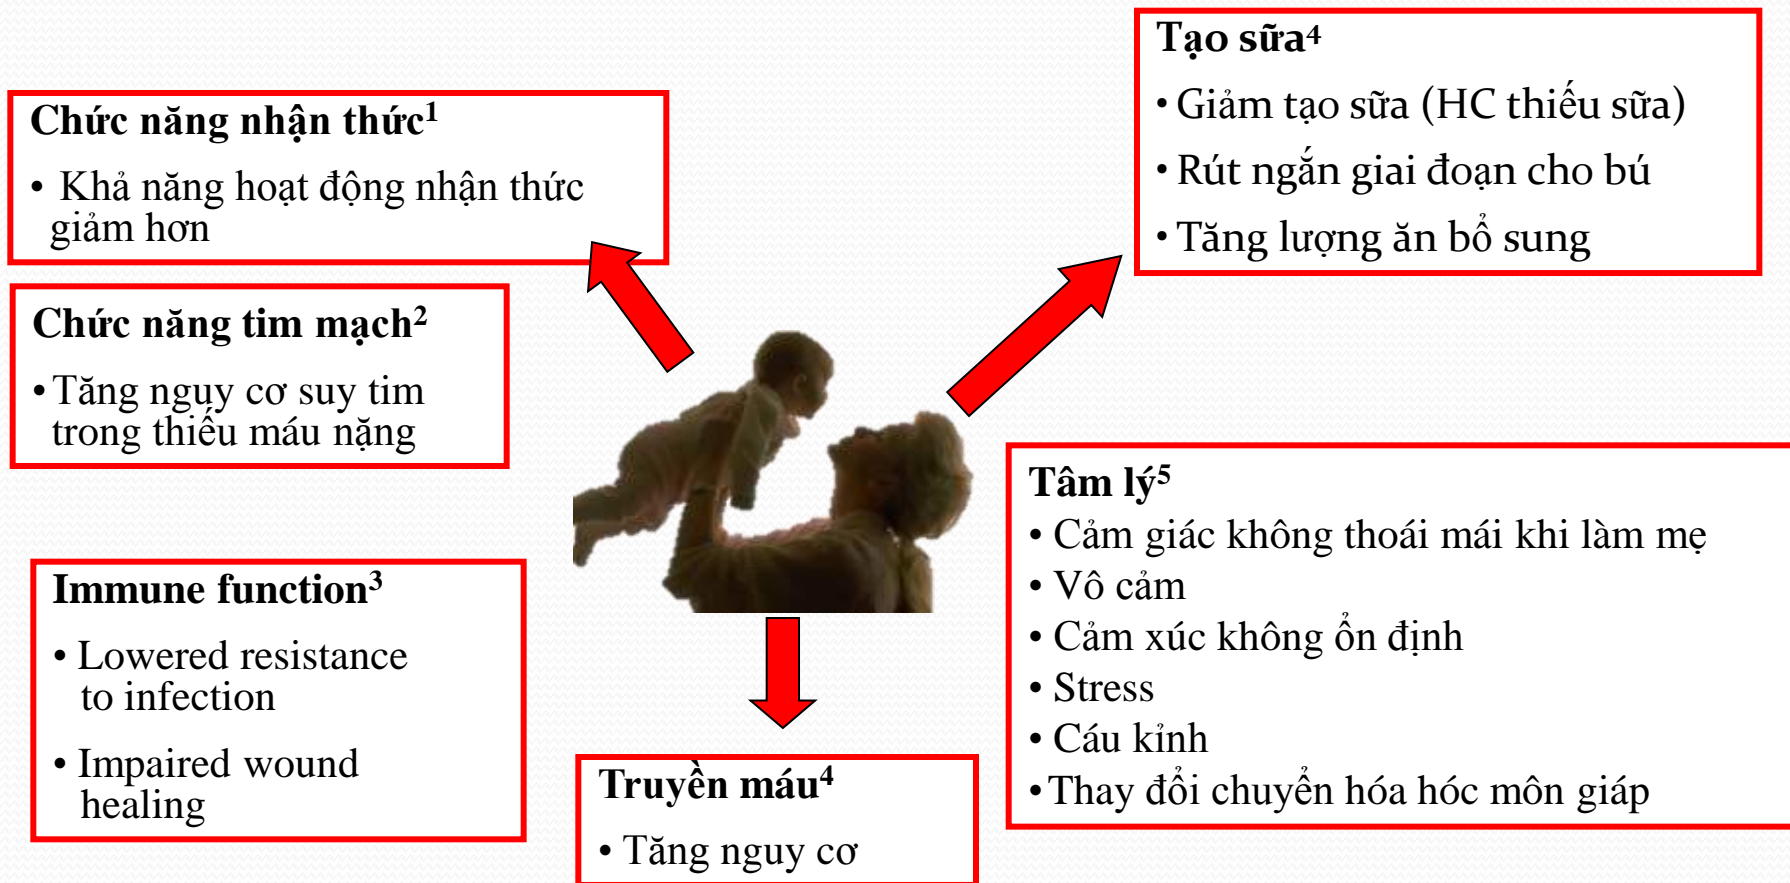 Chức năng nhận thức¹
• Khả năng hoạt động nhận thức
giảm hơn
Chức năng tim mạch²
• Tăng nguy cơ suy tim
trong thiếu máu nặng
Immune function³
• Lowered resistance
to infection
• Impaired wound
healing
Truyền máu⁴
• Tăng nguy cơ
Tạo sữa⁴
• Giảm tạo sữa (HC thiếu sữa)
• Rút ngắn giai đoạn cho bú
• Tăng lượng ăn bổ sung
Tâm lý⁵
• Cảm giác không thoái mái khi làm mẹ
• Vô cảm
• Cảm xúc không ổn định
• Stress
• Cáu kỉnh
• Thay đổi chuyển hóa hóc môn giáp